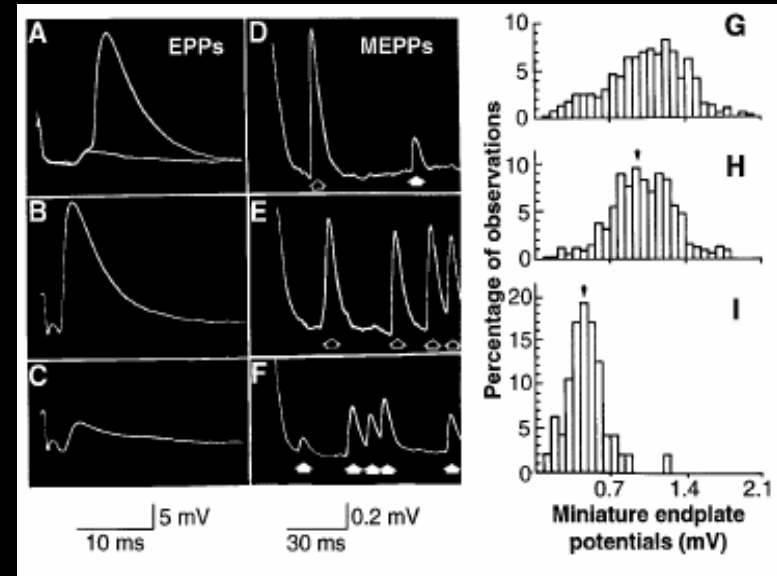 A
EPPs
B
C
5 mV
10 ms
D
MEPPs
E
F
0.2 mV
30 ms
Percentage of observations
10
5
0
G
10
5
0
H
20
15
10
5
0
I
0.7
1.4
2.1
Miniature endplate
potentials (mV)